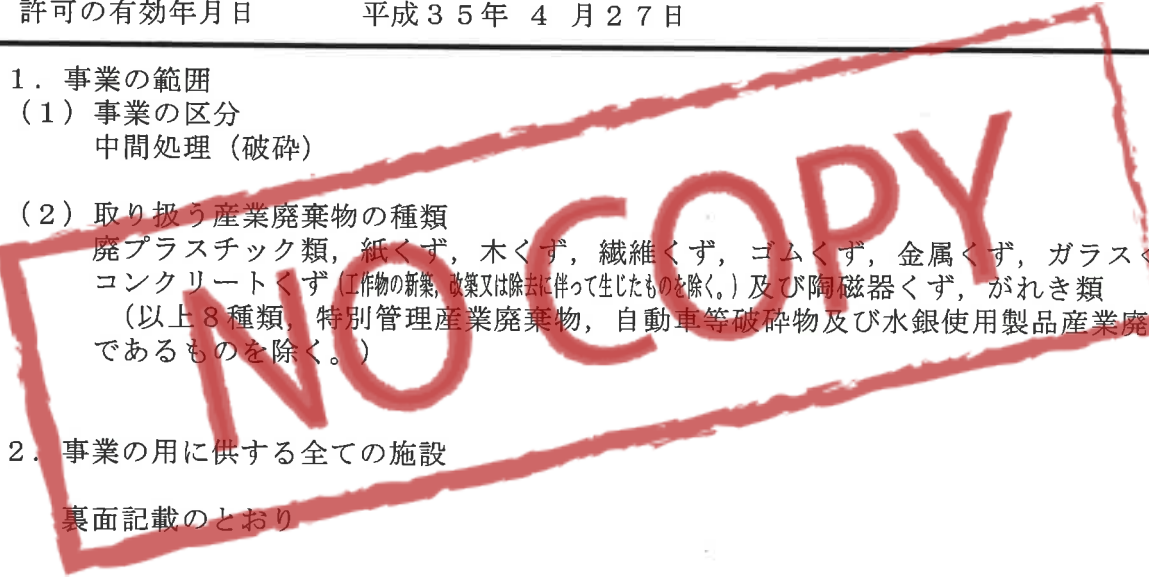 許可の有効年月日　　　平成３５年 ４ 月２７日
１．事業の範囲
（１）事業の区分
中間処理（破砕）
（２）取り扱う産業廃棄物の種類
廃プラスチック類，紙くず，木くず，繊維くず，ゴムくず，金属くず，ガラスく
コンクリートくず（工作物の新築，改築又は除去に伴って生じたものを除く。）及び陶磁器くず，がれき類
（以上８種類，特別管理産業廃棄物，自動車等破砕物及び水銀使用製品産業廃
であるものを除く。）
２．事業の用に供する全ての施設
裏面記載のとおり
NO COPY